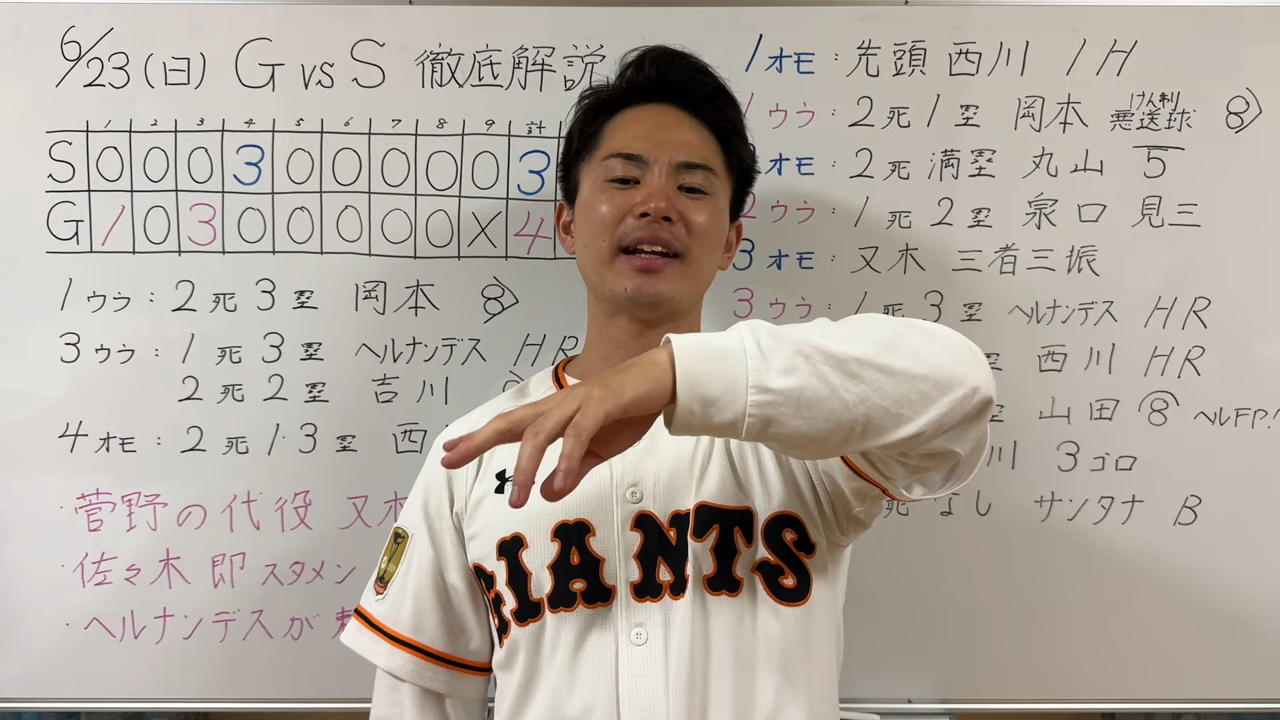 6/23(日) G vs S 徹底解説
1 2 3 4 5 6 7 8 9 計
S 0 0 0 3 0 0 0 0 0 3
G 1 0 3 0 0 0 0 0 X 4
1ウラ:2死3塁 岡本 8
3ウラ:1死3塁 ヘルナンデス HR
2死2塁 吉川
4オモ:2死1.3塁 西
・菅野の代役 又木
・佐々木 即スタメン
・ヘルナンデスが
1オモ:先頭 西川 1H
1ウラ:2死1塁 岡本 けん制悪送球 8
オモ:2死満塁 丸山 5
2ウラ:1死2塁 泉口 見三
3オモ:又木 三者三振
3ウラ:1死3塁 ヘルナンデス HR
塁 西川 HR
塁 山田 8 ヘルFP!
川 3ゴロ
死なし サンタナ B
GIANTS